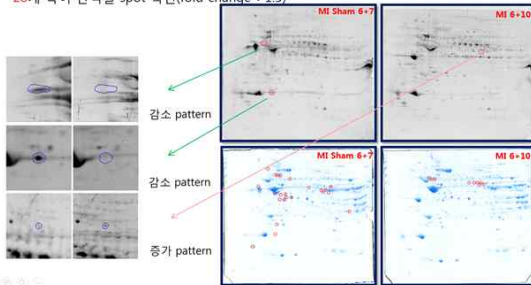 spot
(fold change
1.5)
MI Sham 6+7
MI 6+10
감소 pattern
감소 pattern
MI Sham 6+7
MI 6+10
증가 pattern